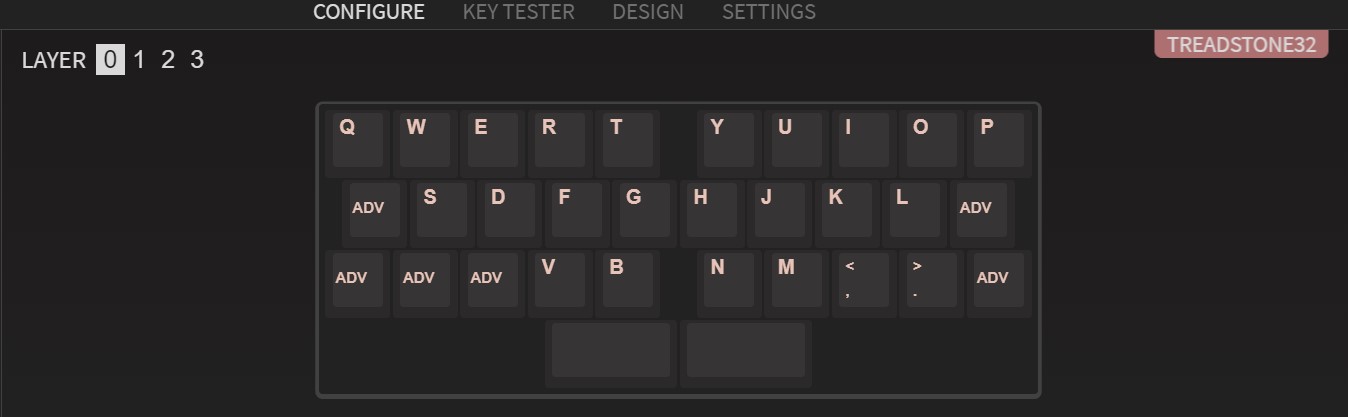 CONFIGURE KEY TESTER DESIGN SETTINGS
TREADSTONE32
LAYER 0 1 2 3
Q W E R T Y U I O P
ADV S D F G H J K L ADV
ADV ADV ADV V B N M < > ADV
, .